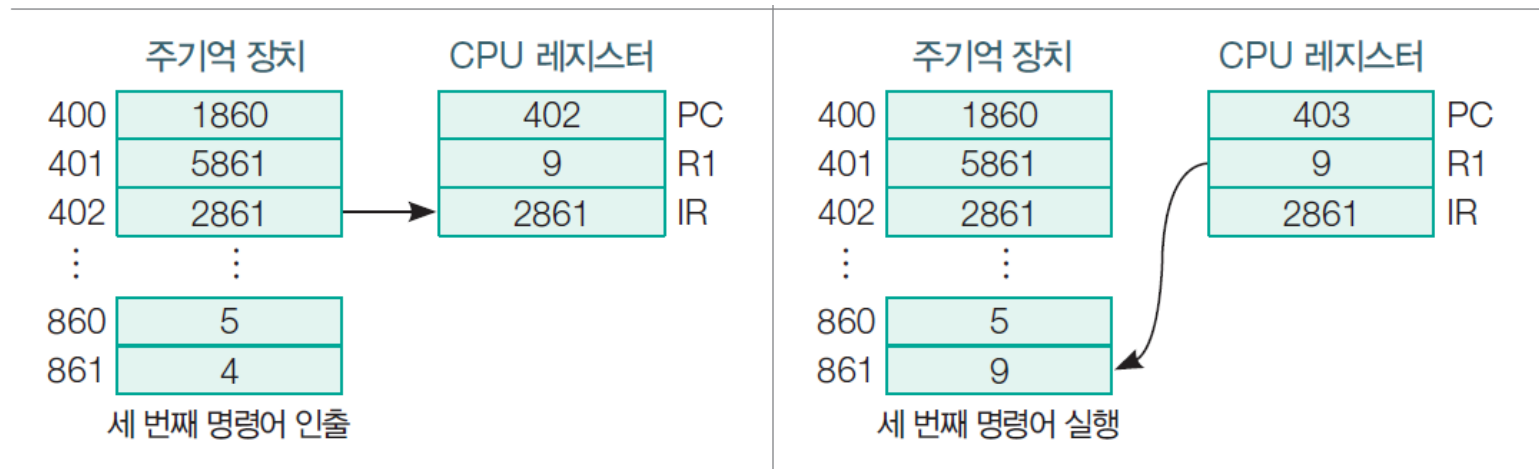 주기억 장치 CPU 레지스터
400 1860 402 PC
401 5861 9 R1
402 2861 2861 IR
⋮ ⋮
860 5
861 4
세 번째 명령어 인출
주기억 장치 CPU 레지스터
400 1860 403 PC
401 5861 9 R1
402 2861 2861 IR
⋮ ⋮
860 5
861 9
세 번째 명령어 실행